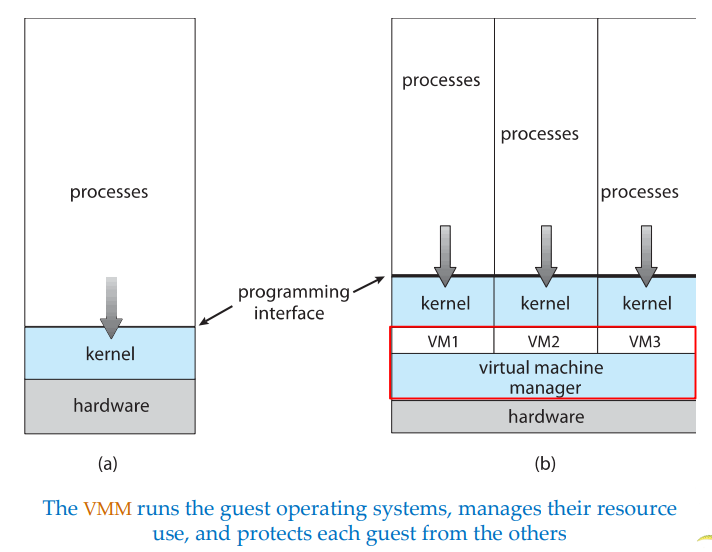 processes
kernel
hardware
(a)
programming
interface
processes
processes
processes
kernel
kernel
kernel
VM1
VM2
VM3
virtual machine
manager
hardware
(b)
The VMM runs the guest operating systems, manages their resource
use, and protects each guest from the others